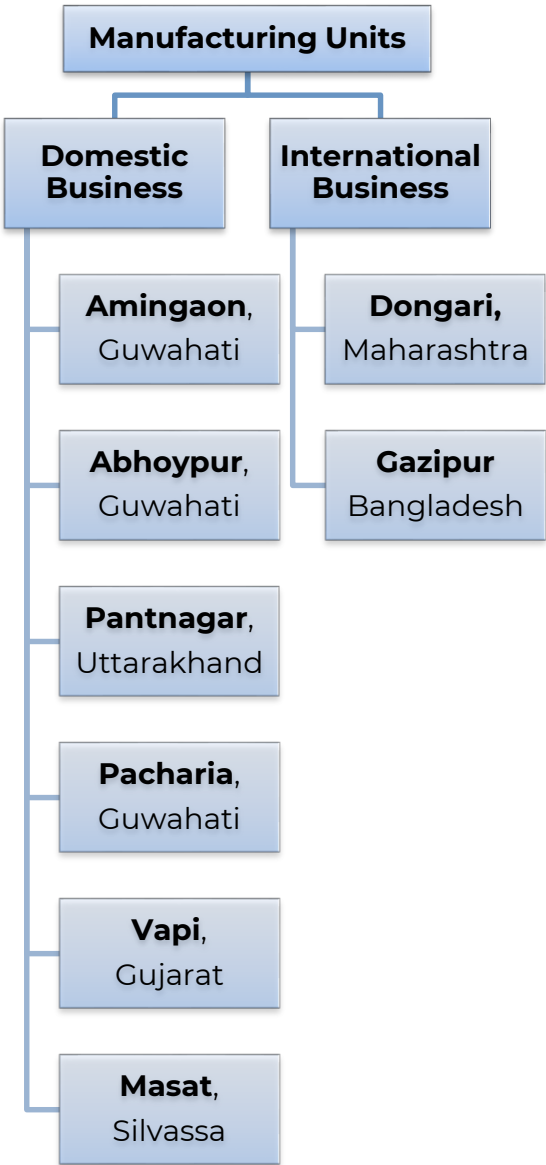 Manufacturing Units
Domestic
Business
Amingaon,
Guwahati
Abhoypur,
Guwahati
Pantnagar,
Uttarakhand
Pacharia,
Guwahati
Vapi,
Gujarat
Masat,
Silvassa
International
Business
Dongari,
Maharashtra
Gazipur
Bangladesh